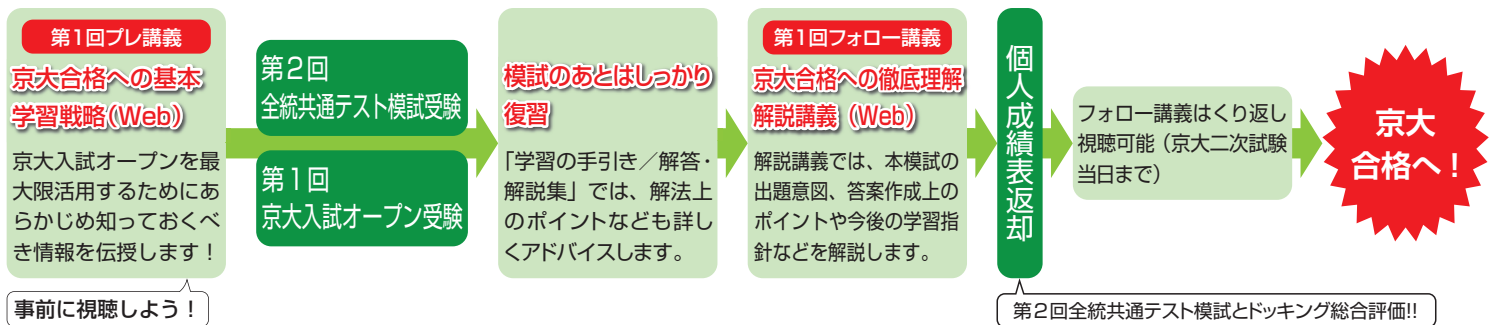 第1回プレ講義
京大合格への基本
学習戦略(Web)
京大入試オープンを最
大限活用するためにあ
らかじめ知っておくべ
き情報を伝授します!
事前に視聴しよう!
第2回
全統共通テスト模試受験
第1回
京大入試オープン受験
模試のあとはしっかり
復習
「学習の手引き/解答・
解説集」では、解法上
のポイントなども詳し
くアドバイスします。
第1回フォロー講義
京大合格への徹底理解
解説講義(Web)
解説講義では、本模試の
出題意図、答案作成上の
ポイントや今後の学習指
針などを解説します。
個人成績表返却
第2回全統共通テスト模試とドッキング総合評価!!
フォロー講義はくり返し
視聴可能(京大二次試験
当日まで)
京大
合格へ!